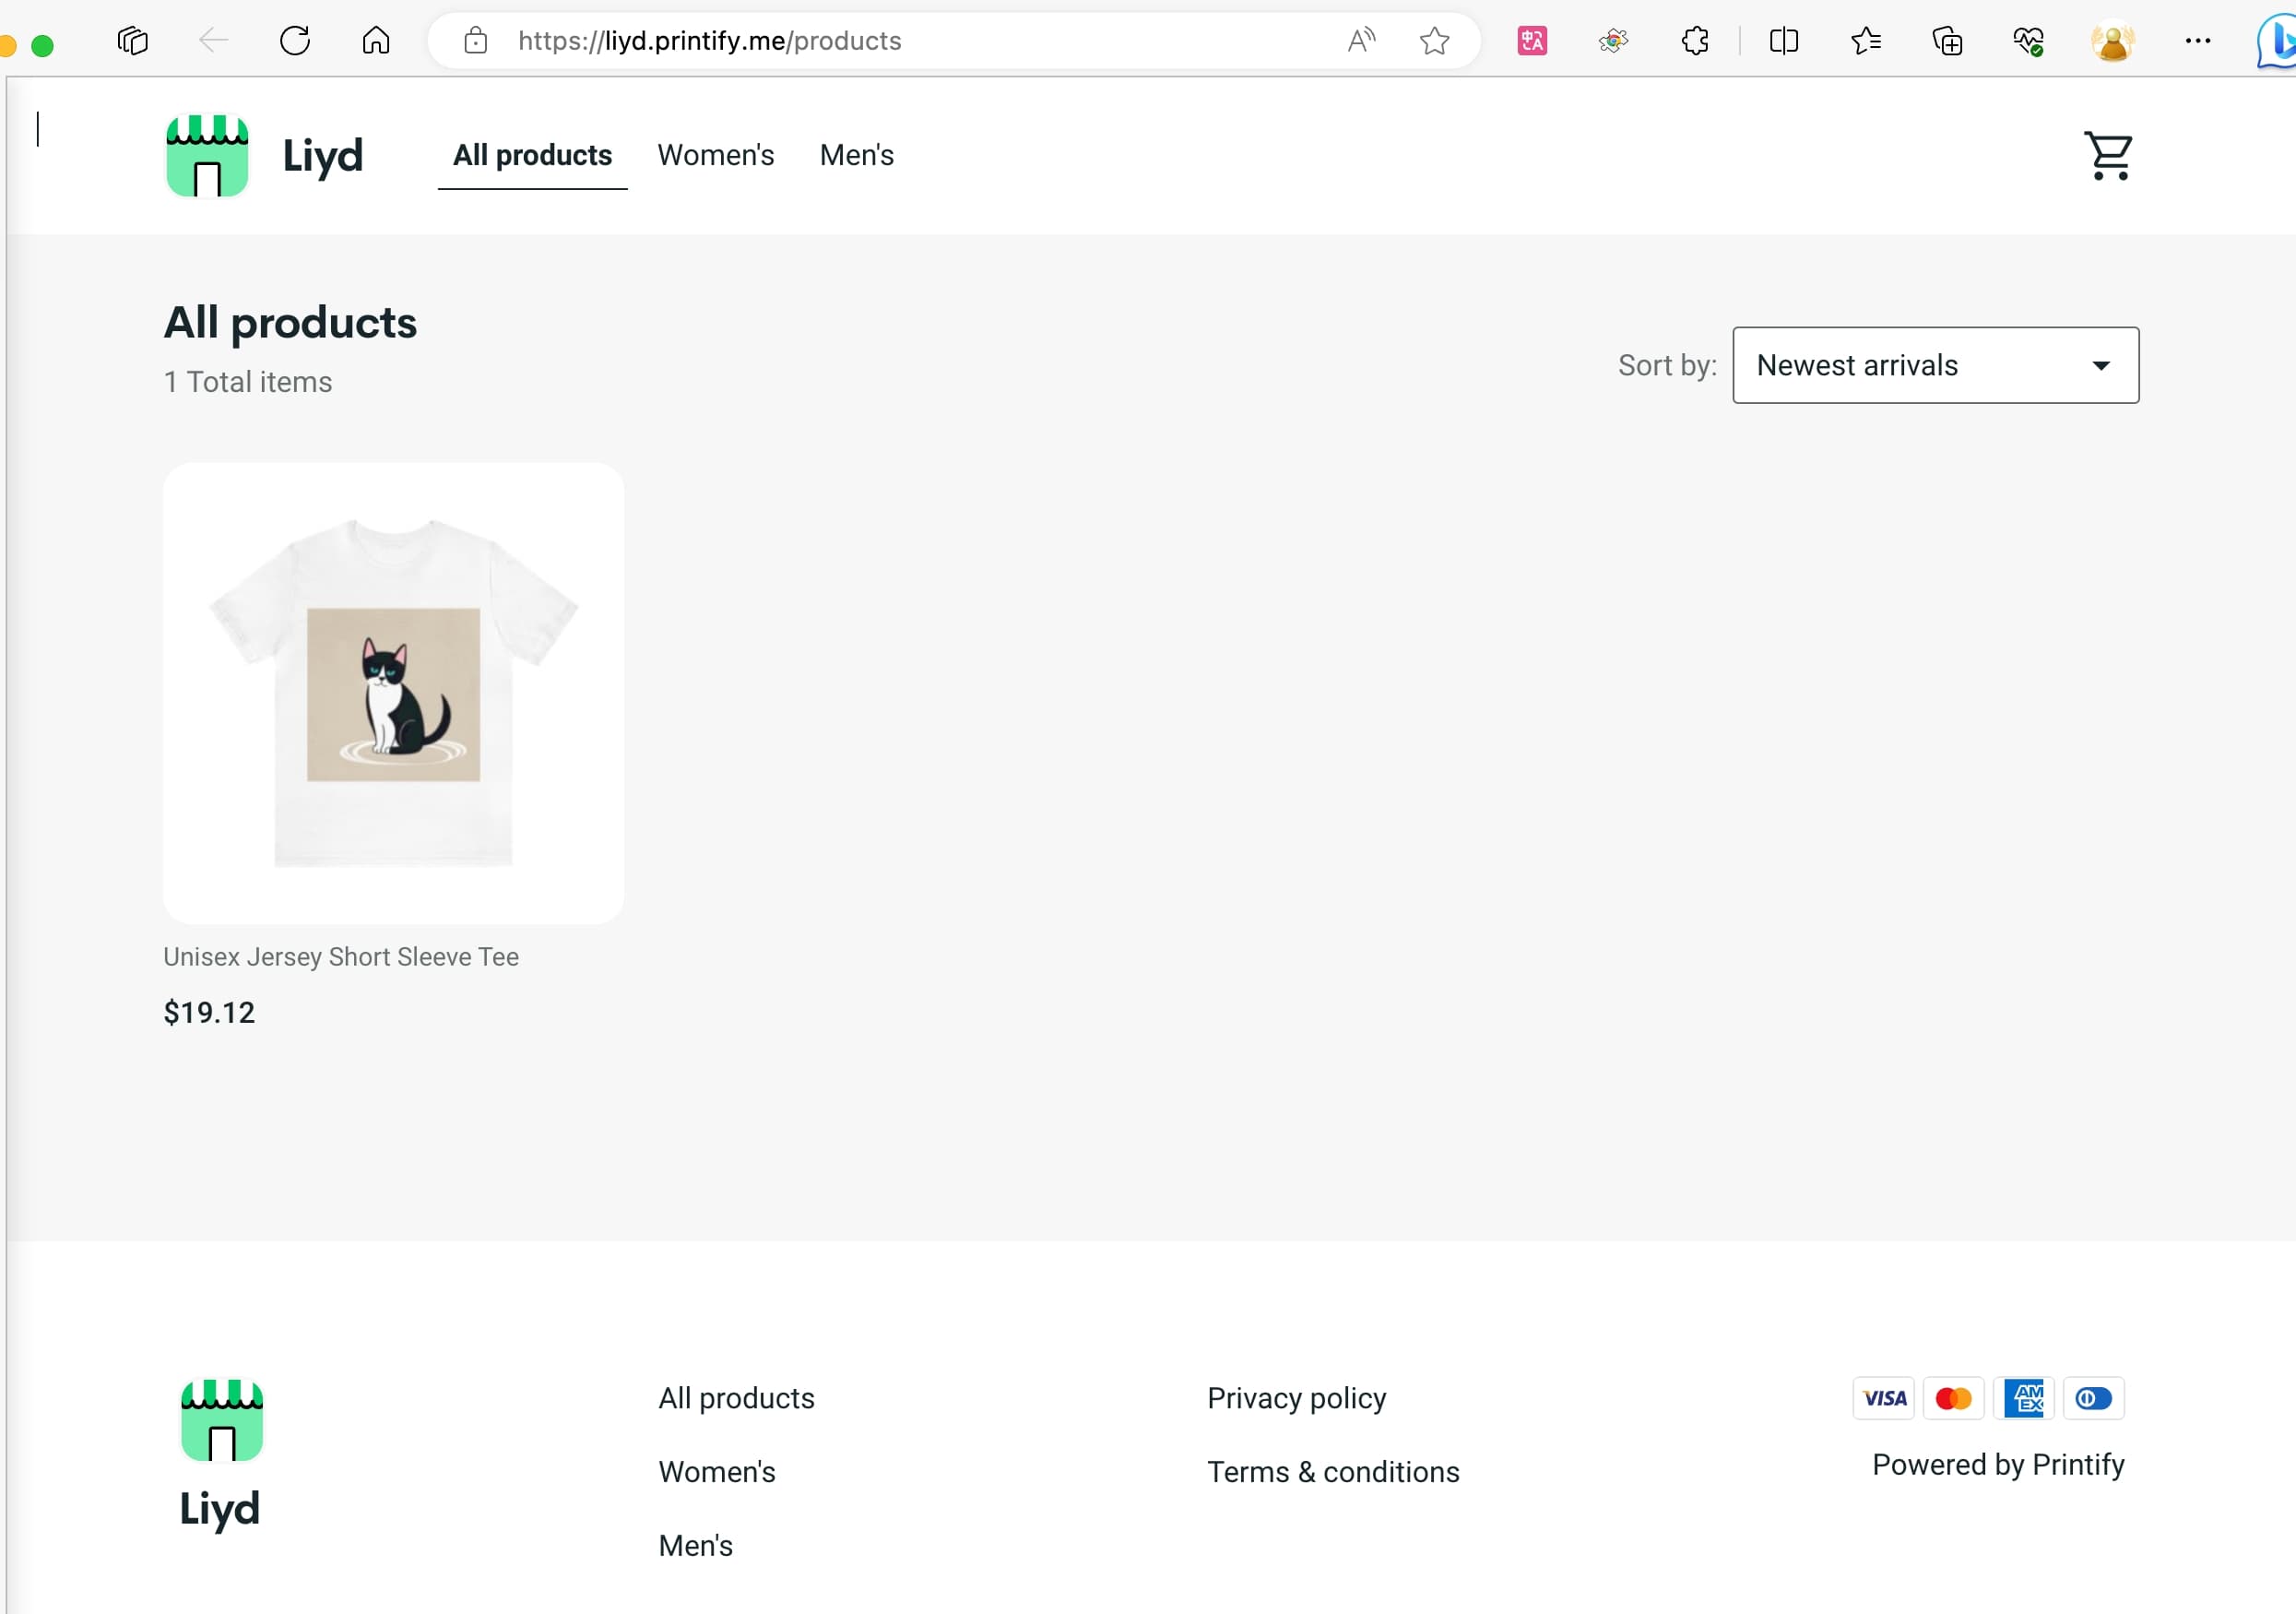 https://liyd.printify.me/products
Liyd
All products Women's Men's
All products
1 Total items
Sort by: Newest arrivals
Unisex Jersey Short Sleeve Tee
$19.12
Liyd
All products
Women's
Men's
Privacy policy
Terms & conditions
VISA
AMEX
Powered by Printify